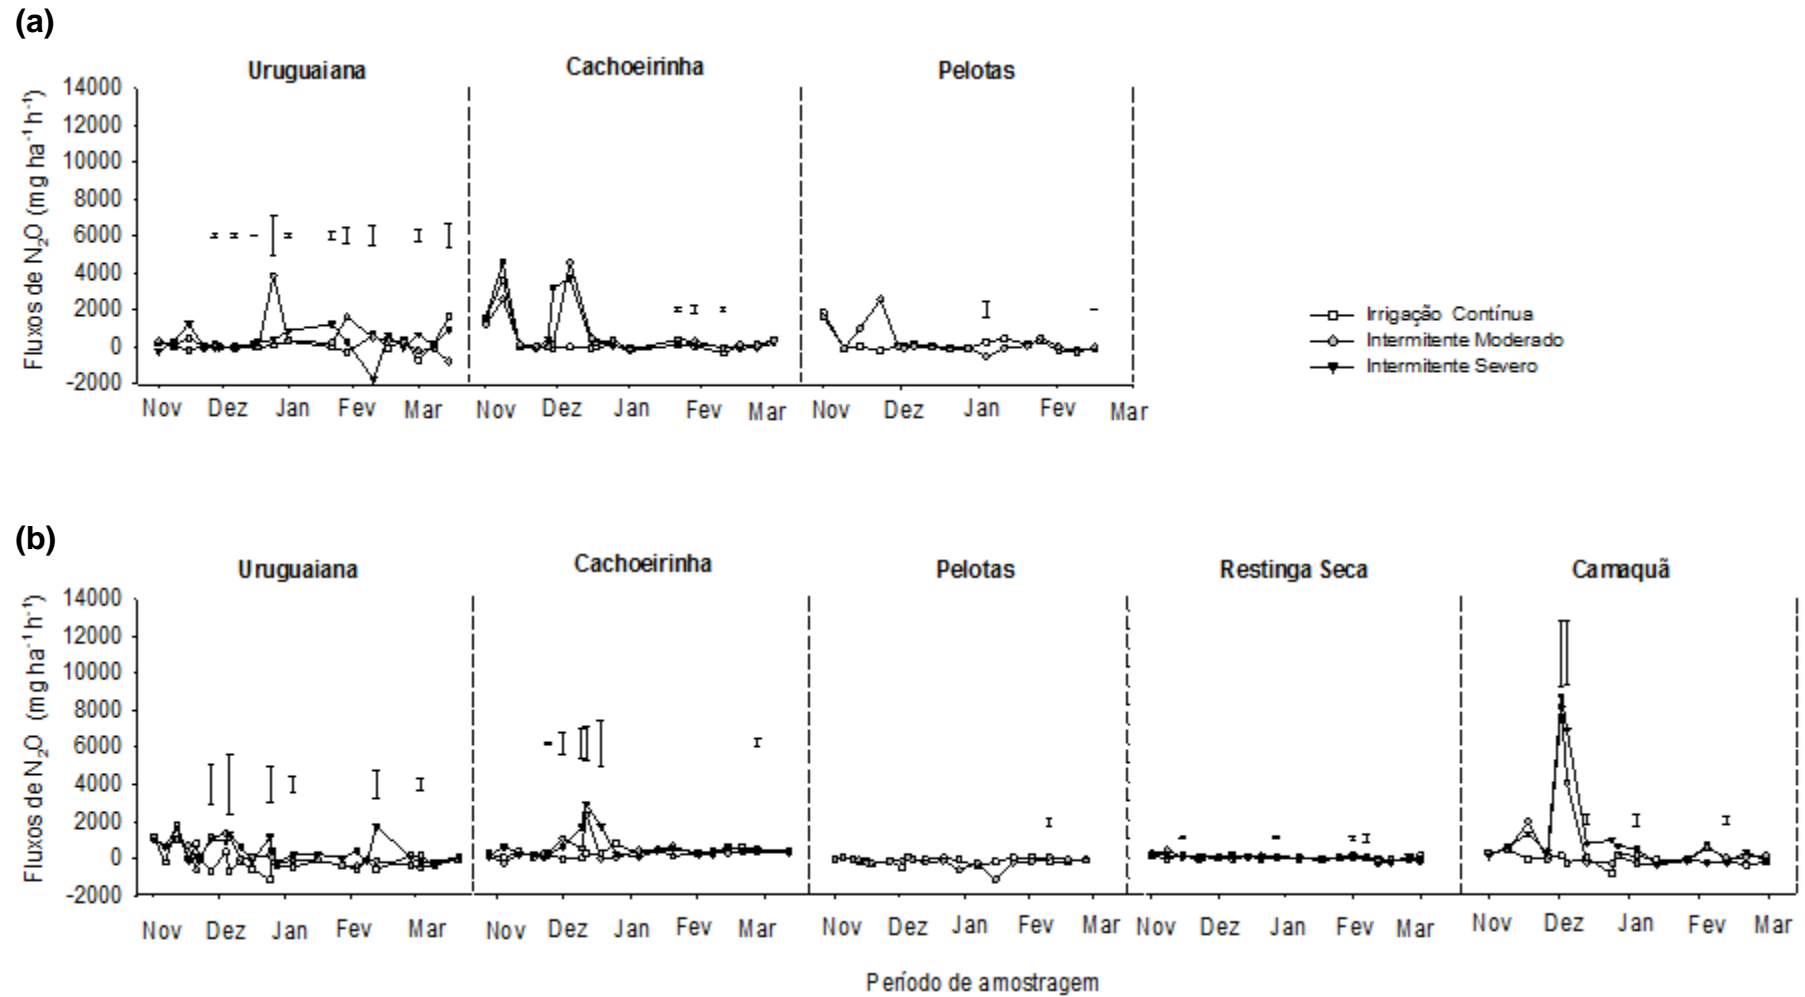 (a)
Uruguaiana Cachoeirinha Pelotas
Fluxos de N₂O (mg ha⁻¹ h⁻¹)
14000
12000
10000
8000
6000
4000
2000
0
-2000
Nov Dez Jan Fev Mar Nov Dez Jan Fev Mar Nov Dez Jan Fev Mar
Irrigação Contínua
Intermitente Moderado
Intermitente Severo
(b)
Uruguaiana Cachoeirinha Pelotas Restinga Seca Camaquã
Fluxos de N₂O (mg ha⁻¹ h⁻¹)
14000
12000
10000
8000
6000
4000
2000
0
-2000
Nov Dez Jan Fev Mar Nov Dez Jan Fev Mar Nov Dez Jan Fev Mar Nov Dez Jan Fev Mar Nov Dez Jan Fev Mar
Período de amostragem